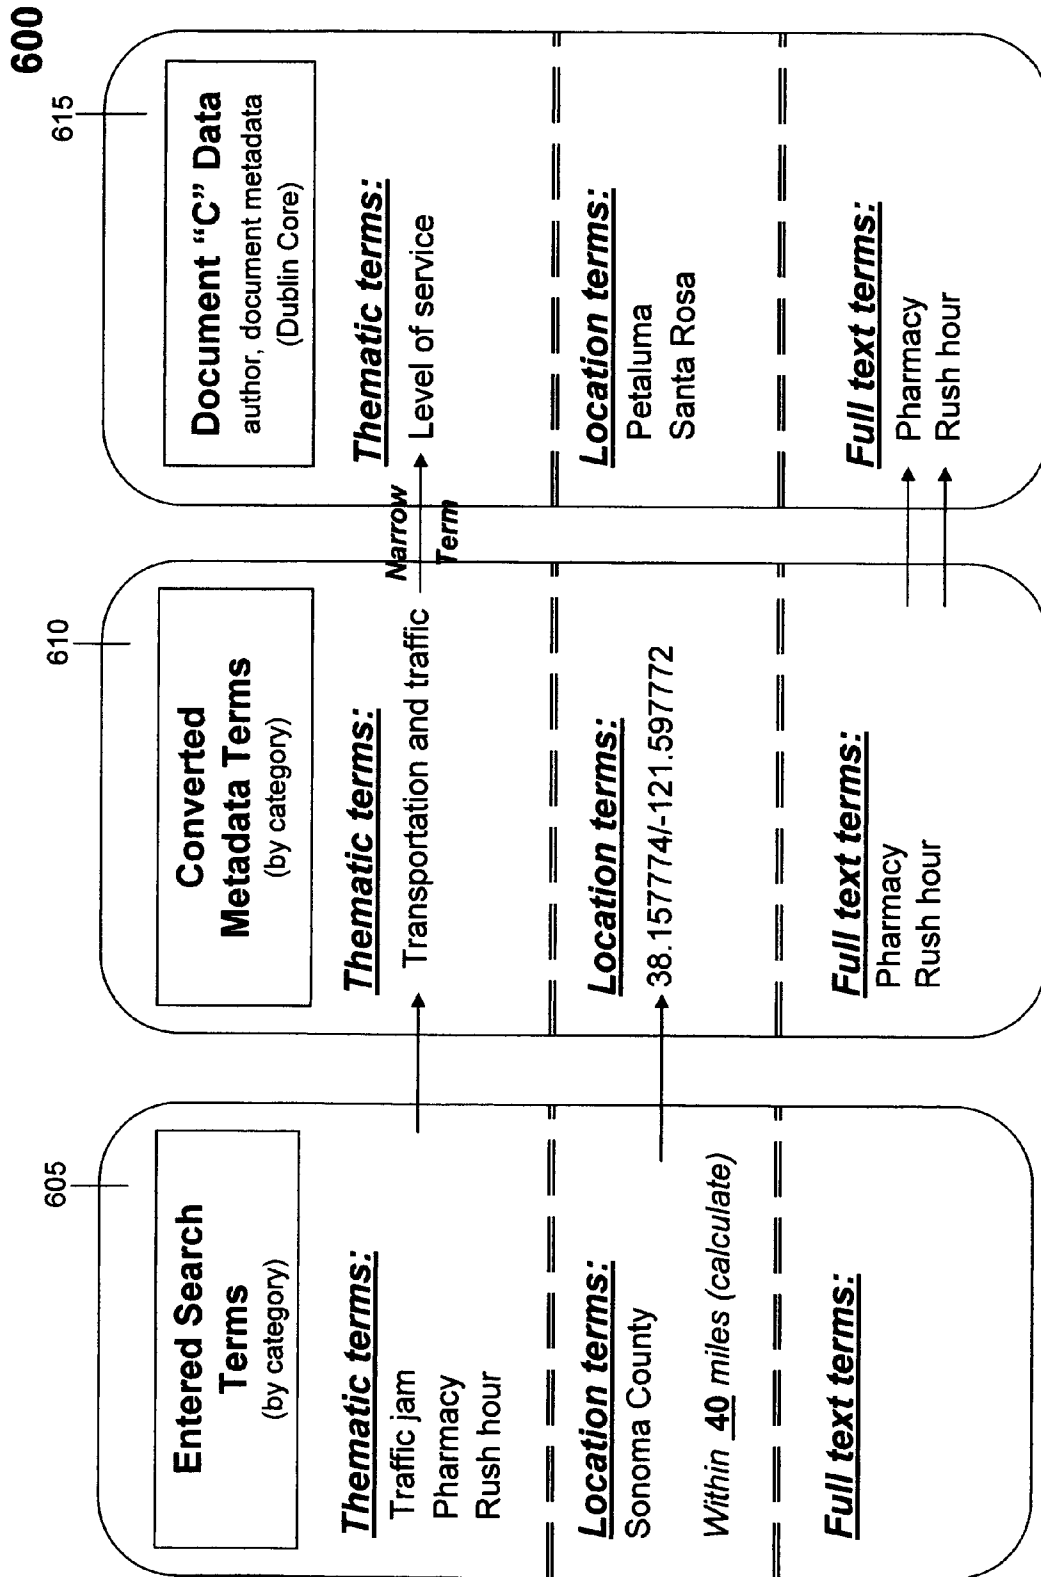 600
605
Entered Search
Terms
(by category)
Thematic terms:
Traffic jam
Pharmacy
Rush hour
Location terms:
Sonoma County
Within 40 miles (calculate)
Full text terms:
610
Converted
Metadata Terms
(by category)
Thematic terms:
Transportation and traffic
Location terms:
38.157774/-121.597772
Full text terms:
Pharmacy
Rush hour
Narrow
Term
615
Document “C” Data
author, document metadata
(Dublin Core)
Thematic terms:
Level of service
Location terms:
Petaluma
Santa Rosa
Full text terms:
Pharmacy
Rush hour